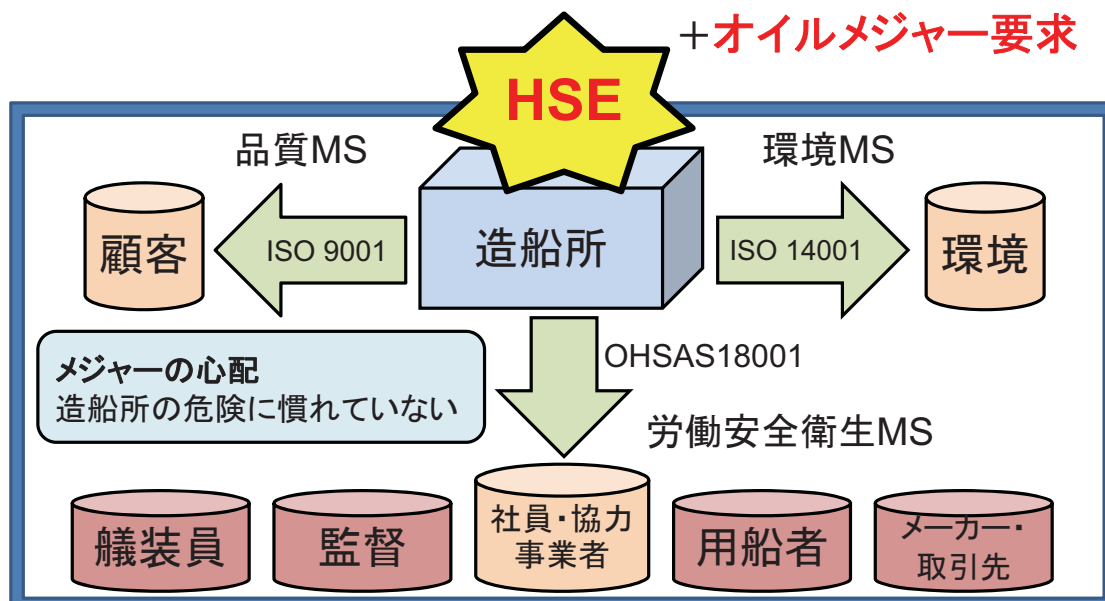 +オイルメジャー要求
HSE
品質MS
環境MS
顧客
ISO 9001
造船所
ISO 14001
環境
メジャーの心配
造船所の危険に慣れていない
OHSAS18001
労働安全衛生MS
艤装員
監督
社員・協力
事業者
用船者
メーカー・
取引先